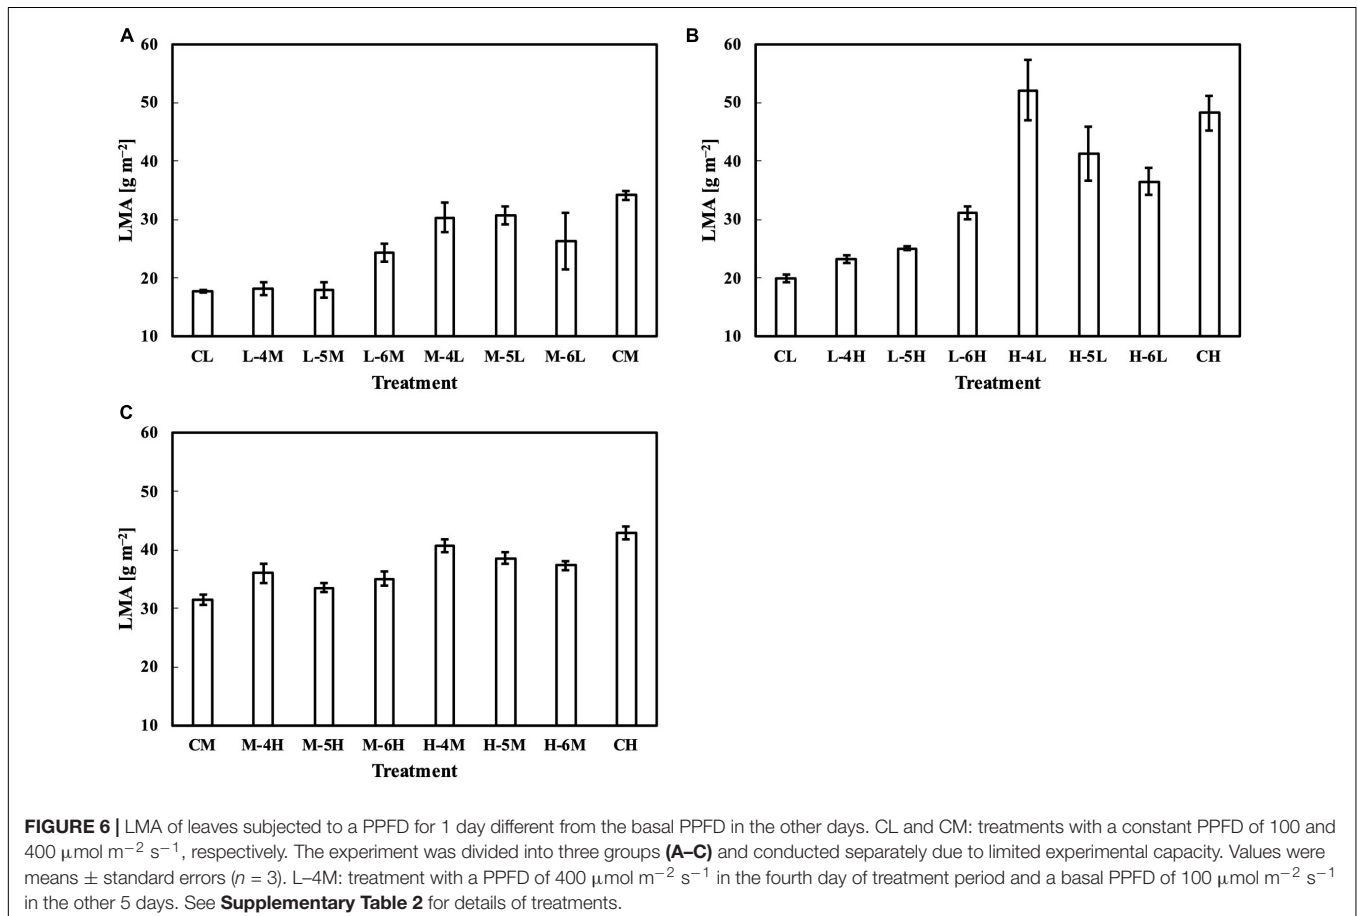 A
60
50
40
30
20
10
LMA [g m⁻²]
CL L-4M L-5M L-6M M-4L M-5L M-6L CM
Treatment
B
60
50
40
30
20
10
LMA [g m⁻²]
CL L-4H L-5H L-6H H-4L H-5L H-6L CH
Treatment
C
60
50
40
30
20
10
LMA [g m⁻²]
CM M-4H M-5H M-6H H-4M H-5M H-6M CH
Treatment
FIGURE 6 | LMA of leaves subjected to a PPFD for 1 day different from the basal PPFD in the other days. CL and CM: treatments with a constant PPFD of 100 and
400 μmol m⁻² s⁻¹, respectively. The experiment was divided into three groups (A–C) and conducted separately due to limited experimental capacity. Values were
means ± standard errors (n = 3). L–4M: treatment with a PPFD of 400 μmol m⁻² s⁻¹ in the fourth day of treatment period and a basal PPFD of 100 μmol m⁻² s⁻¹
in the other 5 days. See Supplementary Table 2 for details of treatments.